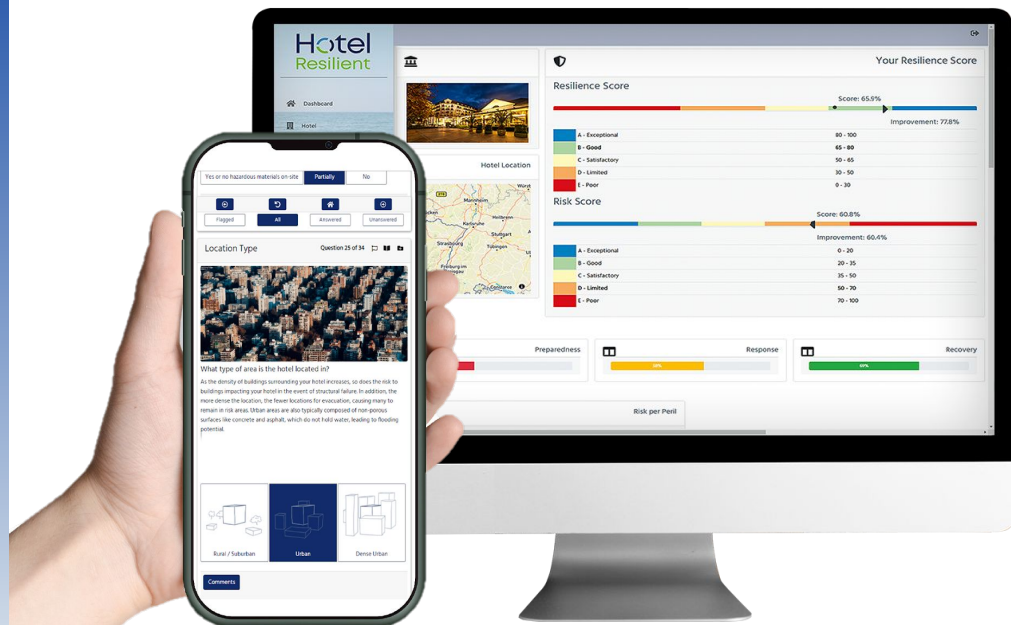 Hotel
Resilient
Dashboard
Hotel
Hotel Location
Mannheim
Heilbronn
Karlsruhe
Stuttgart
Strasbourg
Tübingen
Freiburg im
Breisgau
Your Resilience Score
Resilience Score
Score: 65.9%
Improvement: 77.8%
A - Exceptional 80 - 100
B - Good 65 - 80
C - Satisfactory 50 - 65
D - Limited 30 - 50
E - Poor 0 - 30
Risk Score
Score: 60.8%
Improvement: 60.4%
A - Exceptional 0 - 20
B - Good 20 - 35
C - Satisfactory 35 - 50
D - Limited 50 - 70
E - Poor 70 - 100
Preparedness
Response
Recovery
69%
Risk per Peril
Yes or no hazardous materials on-site Partially No
Flagged All Answered Unanswered
Location Type Question 25 of 34
What type of area is the hotel located in?
As the density of buildings surrounding your hotel increases, so does the risk to
buildings impacting your hotel in the event of structural failure. In addition, the
more dense the location, the fewer locations for evacuation, causing many to
remain in risk areas. Urban areas are also typically composed of non-porous
surfaces like concrete and asphalt, which do not hold water, leading to flooding
potential.
Rural / Suburban Urban Dense Urban
Comments